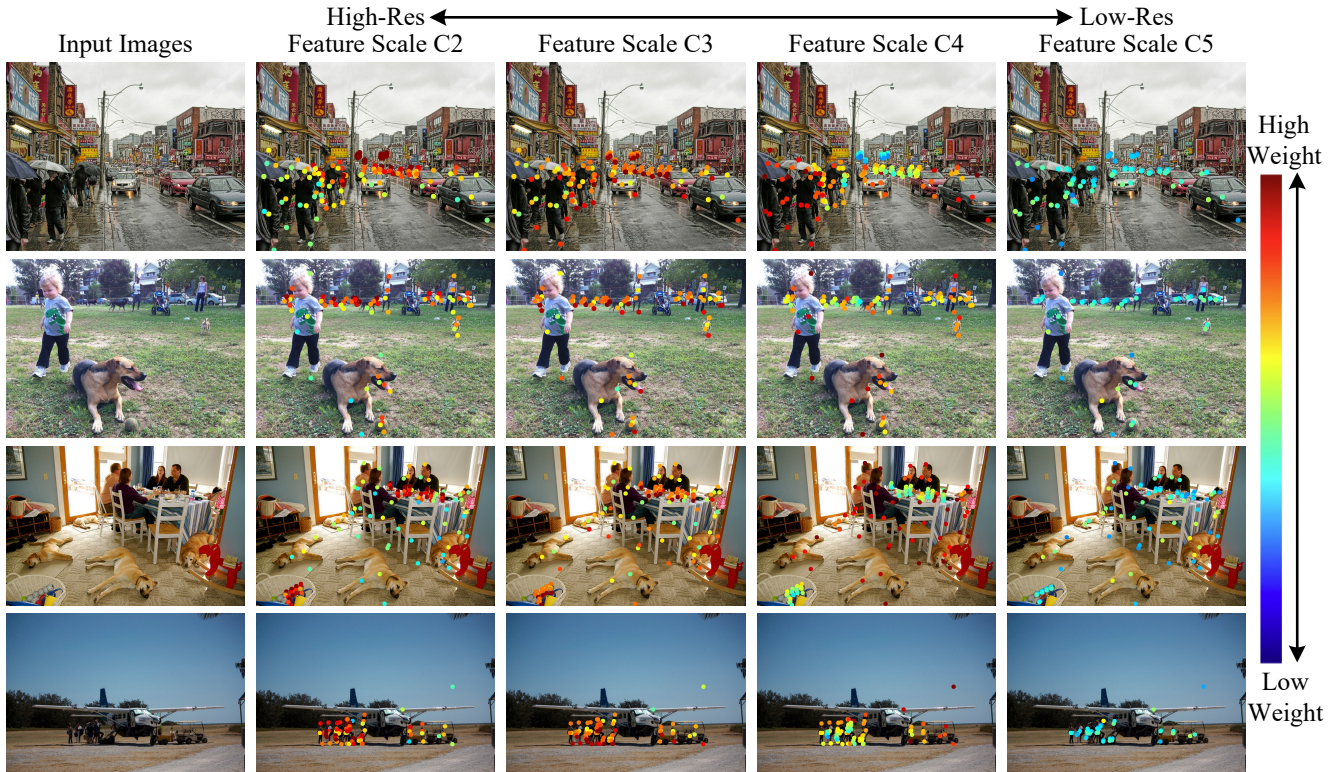 High-Res Low-Res
Input Images Feature Scale C2 Feature Scale C3 Feature Scale C4 Feature Scale C5
High
Weight
Low
Weight